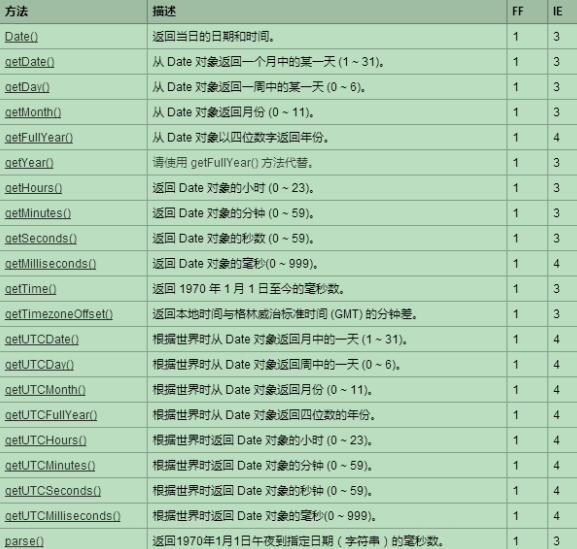 方法 描述 FF IE
Date() 返回当日的日期和时间。 1 3
getDate() 从 Date 对象返回一个月中的某一天 (1 ~ 31)。 1 3
getDay() 从 Date 对象返回一周中的某一天 (0 ~ 6)。 1 3
getMonth() 从 Date 对象返回月份 (0 ~ 11)。 1 3
getFullYear() 从 Date 对象以四位数字返回年份。 1 4
getYear() 请使用 getFullYear() 方法代替。 1 3
getHours() 返回 Date 对象的小时 (0 ~ 23)。 1 3
getMinutes() 返回 Date 对象的分钟 (0 ~ 59)。 1 3
getSeconds() 返回 Date 对象的秒数 (0 ~ 59)。 1 3
getMilliseconds() 返回 Date 对象的毫秒(0 ~ 999)。 1 4
getTime() 返回 1970 年 1 月 1 日至今的毫秒数。 1 3
getTimezoneOffset() 返回本地时间与格林威治标准时间 (GMT) 的分钟差。 1 3
getUTCDate() 根据世界时从 Date 对象返回月中的一天 (1 ~ 31)。 1 4
getUTCDay() 根据世界时从 Date 对象返回周中的一天 (0 ~ 6)。 1 4
getUTCMonth() 根据世界时从 Date 对象返回月份 (0 ~ 11)。 1 4
getUTCFullYear() 根据世界时从 Date 对象返回四位数的年份。 1 4
getUTCHours() 根据世界时返回 Date 对象的小时 (0 ~ 23)。 1 4
getUTCMinutes() 根据世界时返回 Date 对象的分钟 (0 ~ 59)。 1 4
getUTCSeconds() 根据世界时返回 Date 对象的秒钟 (0 ~ 59)。 1 4
getUTCMilliseconds() 根据世界时返回 Date 对象的毫秒(0 ~ 999)。 1 4
parse() 返回1970年1月1日午夜到指定日期（字符串）的毫秒数。 1 3